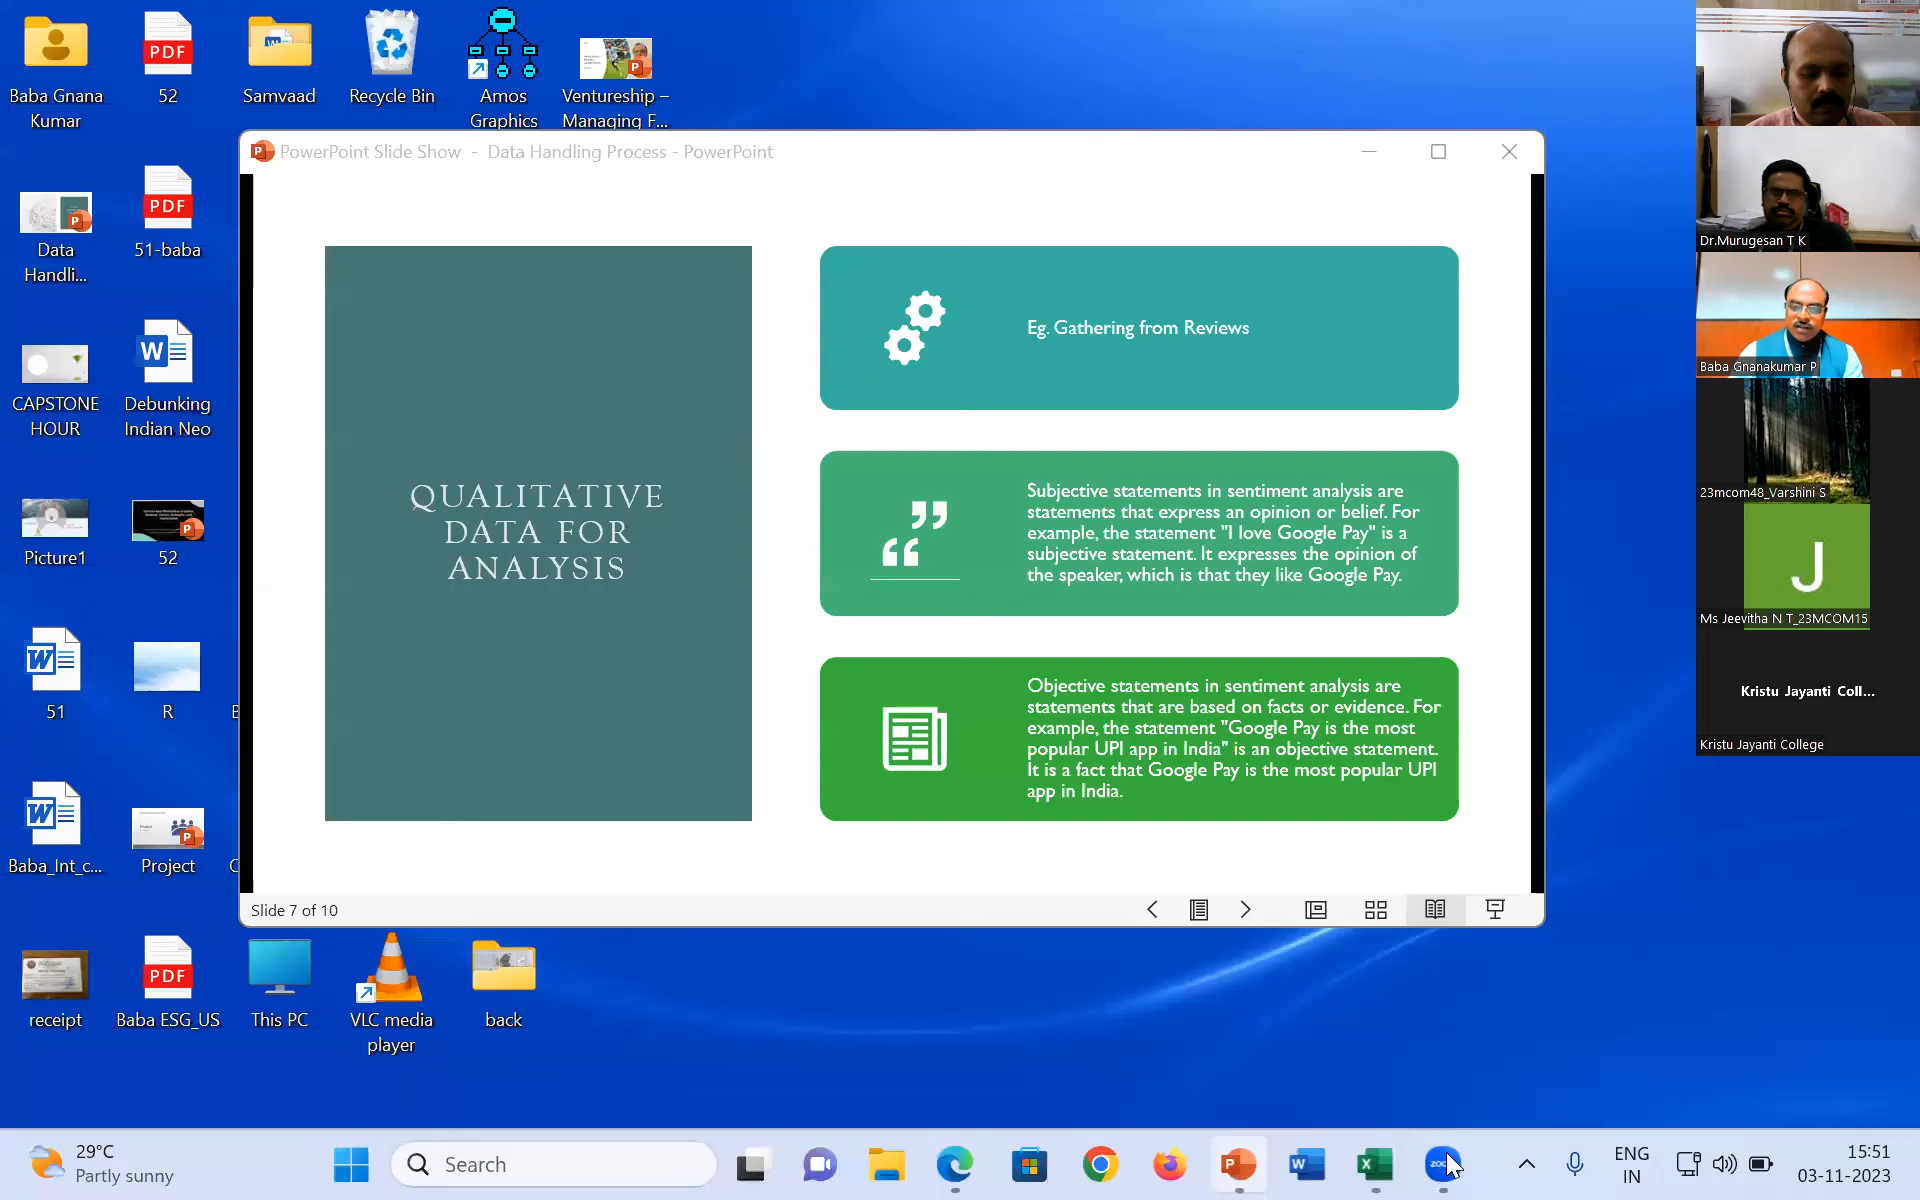 Baba Gnana
Kumar
PDF
52
Samvaad
Recycle Bin
Amos
Graphics
Ventureship –
Managing F...
PowerPoint Slide Show - Data Handling Process - PowerPoint
Data
Handli...
PDF
51-baba
CAPSTONE
HOUR
Debunking
Indian Neo
Picture1
52
51
R
Baba_Int_c...
Project
receipt
PDF
Baba ESG_US
This PC
VLC media
player
back
QUALITATIVE
DATA FOR
ANALYSIS
Eg. Gathering from Reviews
Subjective statements in sentiment analysis are
statements that express an opinion or belief. For
example, the statement "I love Google Pay" is a
subjective statement. It expresses the opinion of
the speaker, which is that they like Google Pay.
Objective statements in sentiment analysis are
statements that are based on facts or evidence. For
example, the statement "Google Pay is the most
popular UPI app in India" is an objective statement.
It is a fact that Google Pay is the most popular UPI
app in India.
Slide 7 of 10
Dr.Murugesan T K
Baba Gnanakumar P
23mcom48_Varshini S
J
Ms Jeevitha N T_23MCOM15
Kristu Jayanti Coll...
Kristu Jayanti College
29°C
Partly sunny
Search
ENG
IN
15:51
03-11-2023